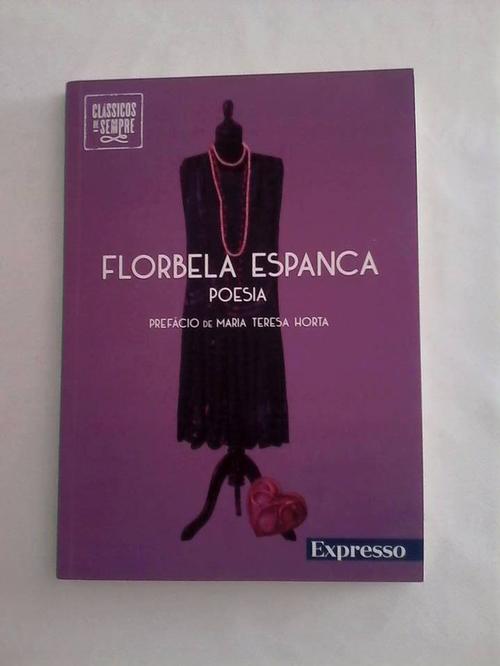 CLÁSSICOS
DE
SEMPRE
FLORBELA ESPANCA
POESIA
PREFÁCIO DE MARIA TERESA HORTA
Expresso